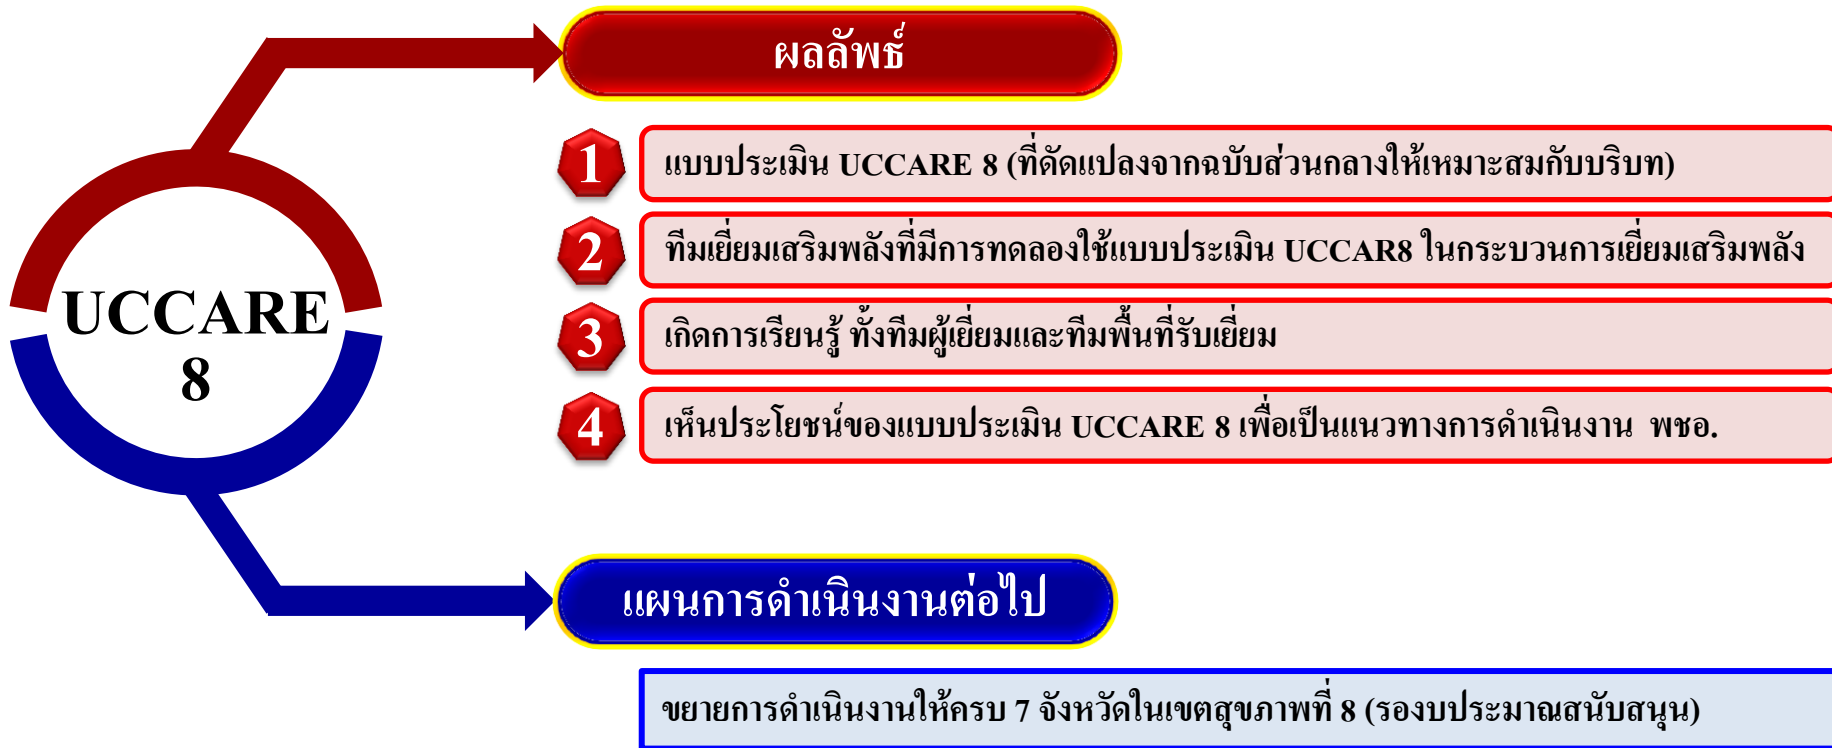 ผลลัพธ์
1 แบบประเมิน UCCARE 8 (ที่ดัดแปลงจากฉบับส่วนกลางให้เหมาะสมกับบริบท)
2 ทีมเยี่ยมเสริมพลังที่มีการทดลองใช้แบบประเมิน UCCAR8 ในกระบวนการเยี่ยมเสริมพลัง
3 เกิดการเรียนรู้ ทั้งทีมผู้เยี่ยมและทีมพื้นที่รับเยี่ยม
4 เห็นประโยชน์ของแบบประเมิน UCCARE 8 เพื่อเป็นแนวทางการดำเนินงาน พชอ.
UCCARE
8
แผนการดำเนินงานต่อไป
ขยายการดำเนินงานให้ครบ 7 จังหวัดในเขตสุขภาพที่ 8 (รองบประมาณสนับสนุน)